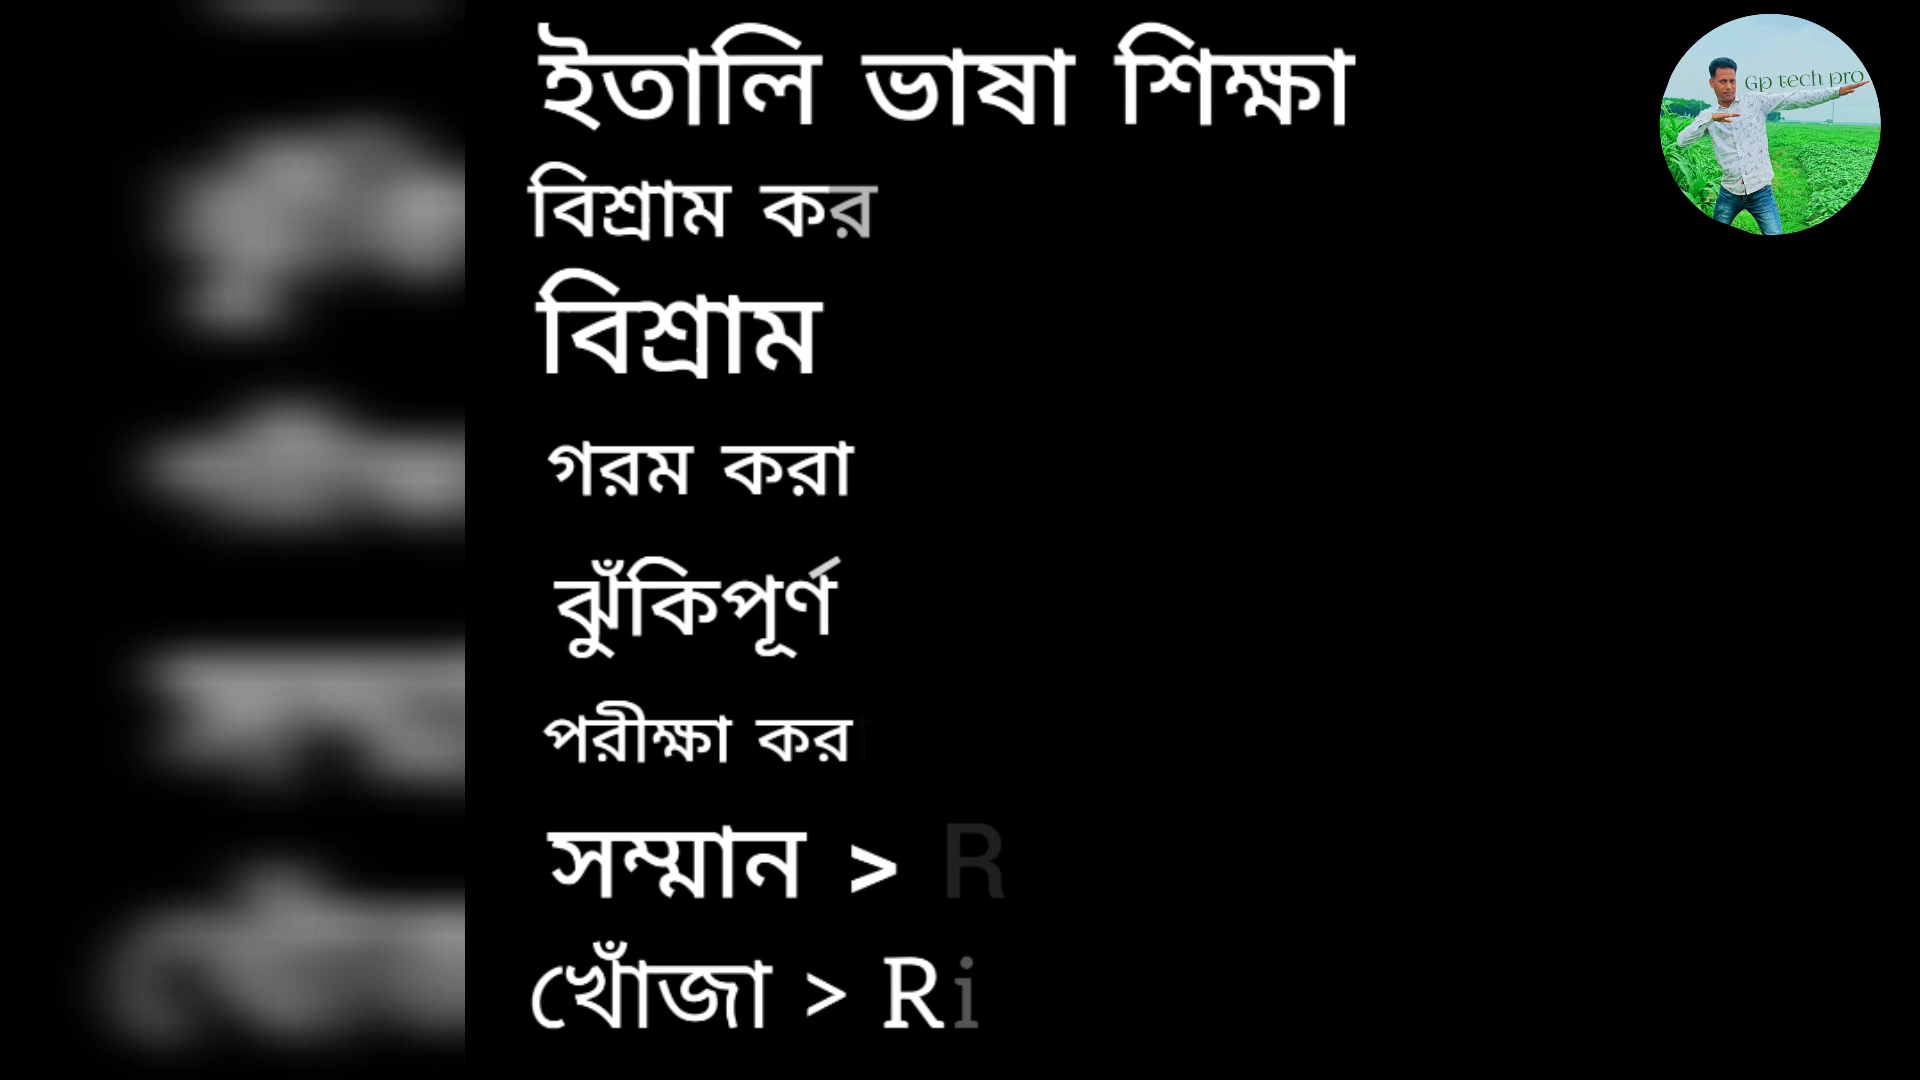 ইতালি ভাষা শিক্ষা
Gp tech pro
বিশ্রাম কর
বিশ্রাম
গরম করা
ঝুঁকিপূর্ণ
পরীক্ষা কর
সম্মান > R
খোঁজা > Ri